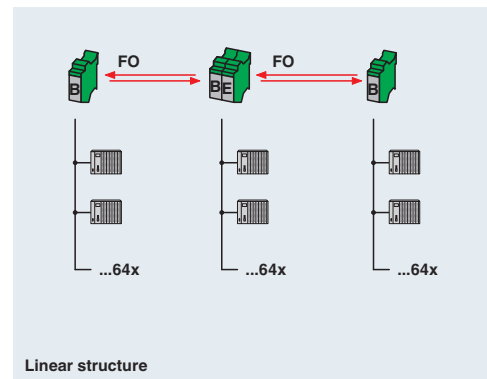 FO FO
B BE B
...64x ...64x ...64x
Linear structure